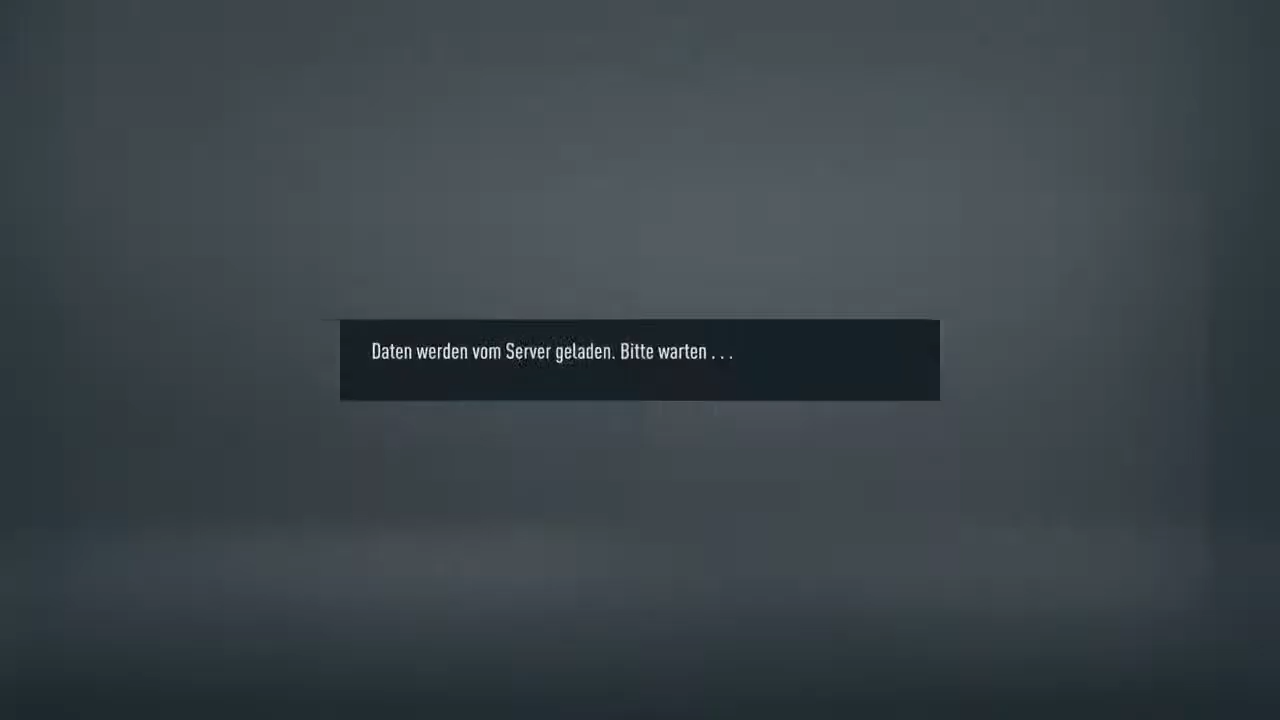 Daten werden vom Server geladen. Bitte warten . . .